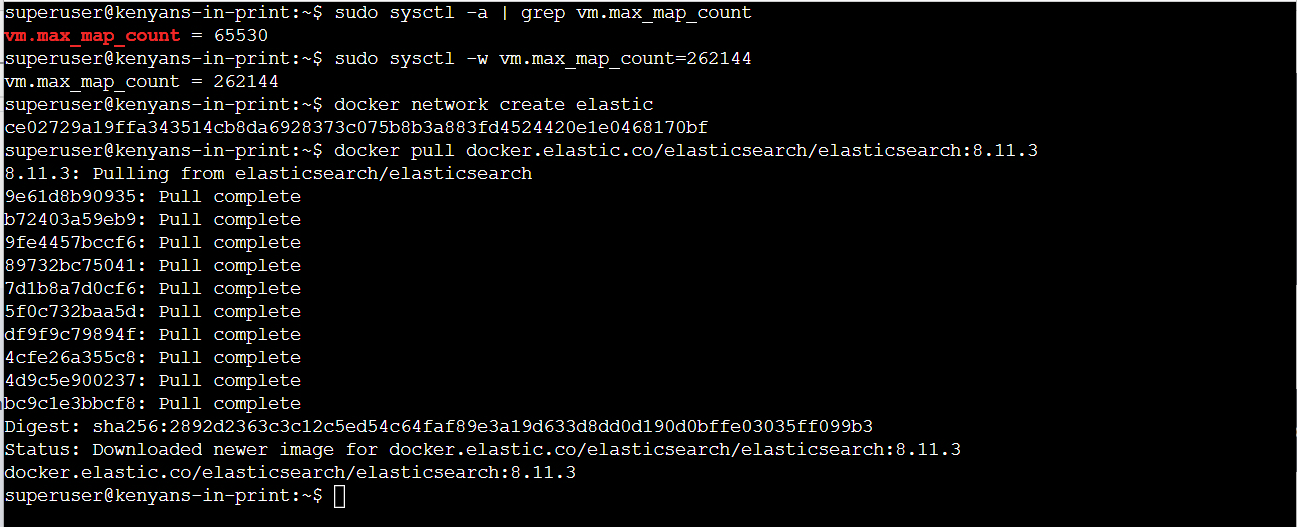 superuser@kenyans-in-print:~$ sudo sysctl -a | grep vm.max_map_count
vm.max_map_count = 65530
superuser@kenyans-in-print:~$ sudo sysctl -w vm.max_map_count=262144
vm.max_map_count = 262144
superuser@kenyans-in-print:~$ docker network create elastic
ce02729a19ffa343514cb8da6928373c075b8b3a883fd4524420e1e0468170bf
superuser@kenyans-in-print:~$ docker pull docker.elastic.co/elasticsearch/elasticsearch:8.11.3
8.11.3: Pulling from elasticsearch/elasticsearch
9e61d8b90935: Pull complete
b72403a59eb9: Pull complete
9fe4457bccf6: Pull complete
89732bc75041: Pull complete
7d1b8a7d0cf6: Pull complete
5f0c732baa5d: Pull complete
df9f9c79894f: Pull complete
4cfe26a355c8: Pull complete
4d9c5e900237: Pull complete
bc9c1e3bbcf8: Pull complete
Digest: sha256:2892d2363c3c12c5ed54c64faf89e3a19d633d8dd0d190d0bffe03035ff099b3
Status: Downloaded newer image for docker.elastic.co/elasticsearch/elasticsearch:8.11.3
docker.elastic.co/elasticsearch/elasticsearch:8.11.3
superuser@kenyans-in-print:~$